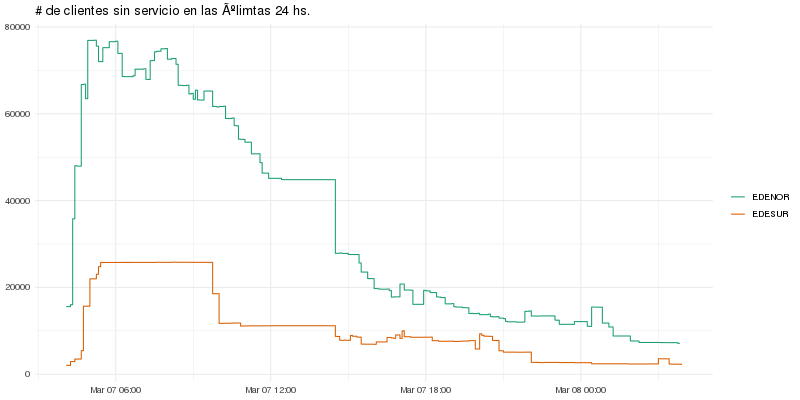 # de clientes sin servicio en las Ãºlimtas 24 hs.
80000
60000
40000
20000
0
Mar 07 06:00
Mar 07 12:00
Mar 07 18:00
Mar 08 00:00
EDENOR
EDESUR